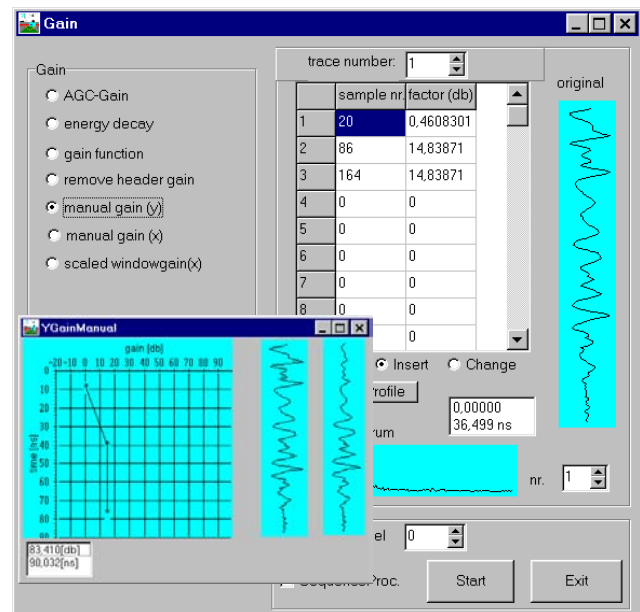 Gain
Gain
AGC-Gain
energy decay
gain function
remove header gain
manual gain (y)
manual gain (x)
scaled windowgain(x)
trace number: 1
sample nr. factor (db)
1 20 0,4608301
2 86 14,83871
3 164 14,83871
4 0 0
5 0 0
6 0 0
7 0 0
8 0 0
0
original
Insert Change
rofile
0,00000
36,499 ns
rum
nr. 1
el 0
Proc. Start Exit
YGainManual
gain [db]
-20 -10 0 10 20 30 40 50 60 70 80 90
time [ns]
0
10
20
30
40
50
60
70
80
90
83,410[db]
90,032[ns]